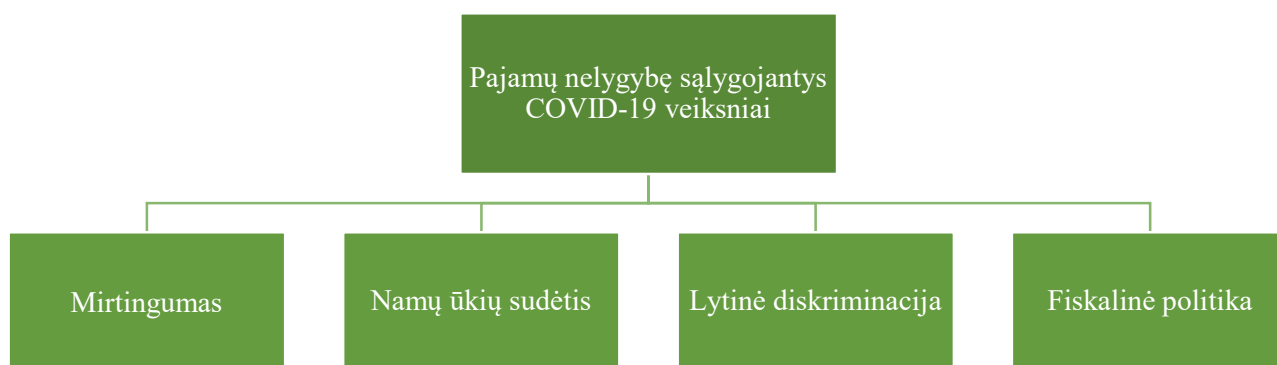 Pajamų nelygybę sąlygojantys
COVID-19 veiksniai
Mirtingumas
Namų ūkių sudėtis
Lytinė diskriminacija
Fiskalinė politika